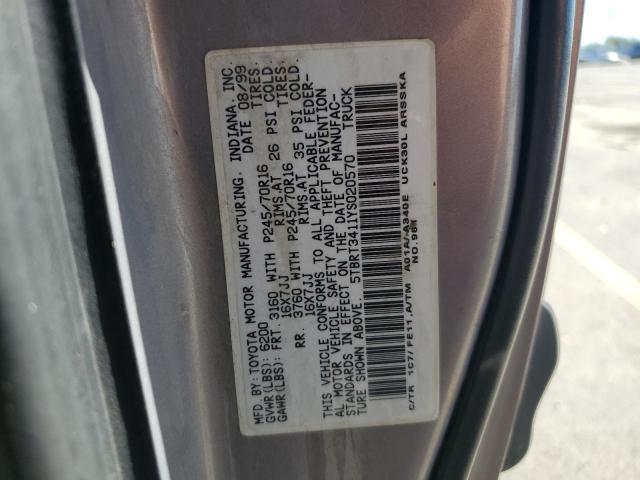 MFD. BY: TOYOTA MOTOR MANUFACTURING, INDIANA, INC.
GVWR(LBS): 6200 DATE 08/99
GAWR(LBS): FRT. 3160 WITH P245/70R16 TIRES,
16X7JJ RIMS,AT 26 PSI COLD.
RR. 3760 WITH P245/70R16 TIRES,
16X7JJ RIMS,AT 35 PSI COLD.
THIS VEHICLE CONFORMS TO ALL APPLICABLE FEDER-
AL MOTOR VEHICLE SAFETY AND THEFT PREVENTION
STANDARDS IN EFFECT ON THE DATE OF MANUFAC-
TURE SHOWN ABOVE.
5TBRT3411YS020570 TRUCK
C/TR 1C7/FE11,A/TM A01A/-A340E UCK30L ARSSKA
NO.984